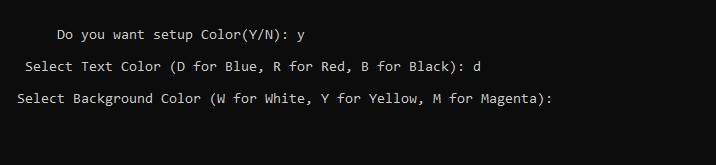 Do you want setup Color(Y/N): y
Select Text Color (D for Blue, R for Red, B for Black): d
Select Background Color (W for White, Y for Yellow, M for Magenta):